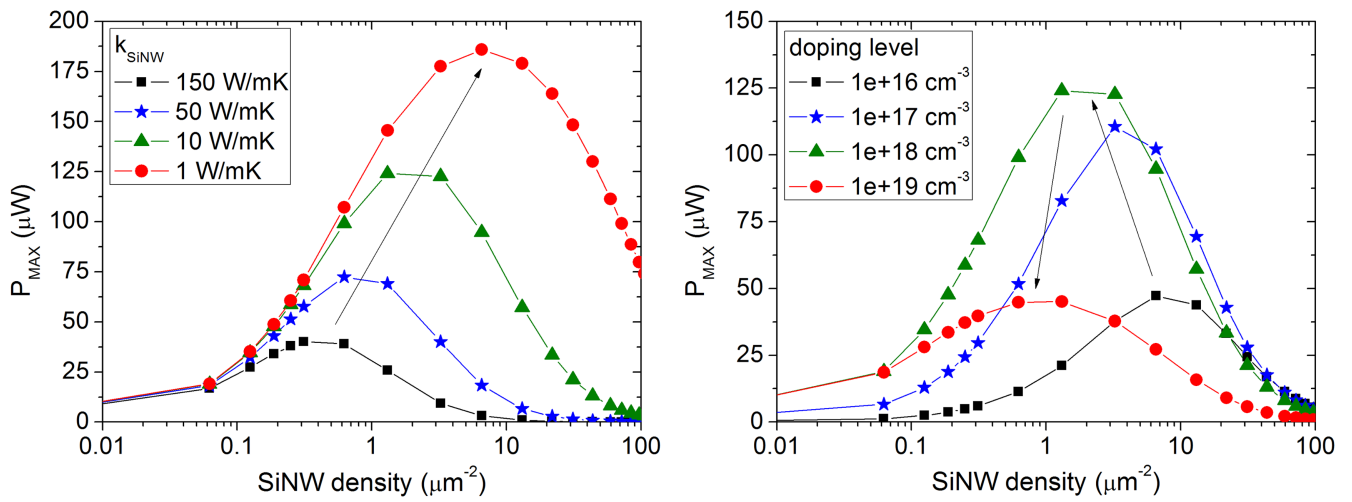 200
175
150
125
100
75
50
25
0
P_MAX (μW)
k_SiNW
150 W/mK
50 W/mK
10 W/mK
1 W/mK
0.01 0.1 1 10 100
SiNW density (μm⁻²)
150
125
100
75
50
25
0
P_MAX (μW)
doping level
1e+16 cm⁻³
1e+17 cm⁻³
1e+18 cm⁻³
1e+19 cm⁻³
0.01 0.1 1 10 100
SiNW density (μm⁻²)